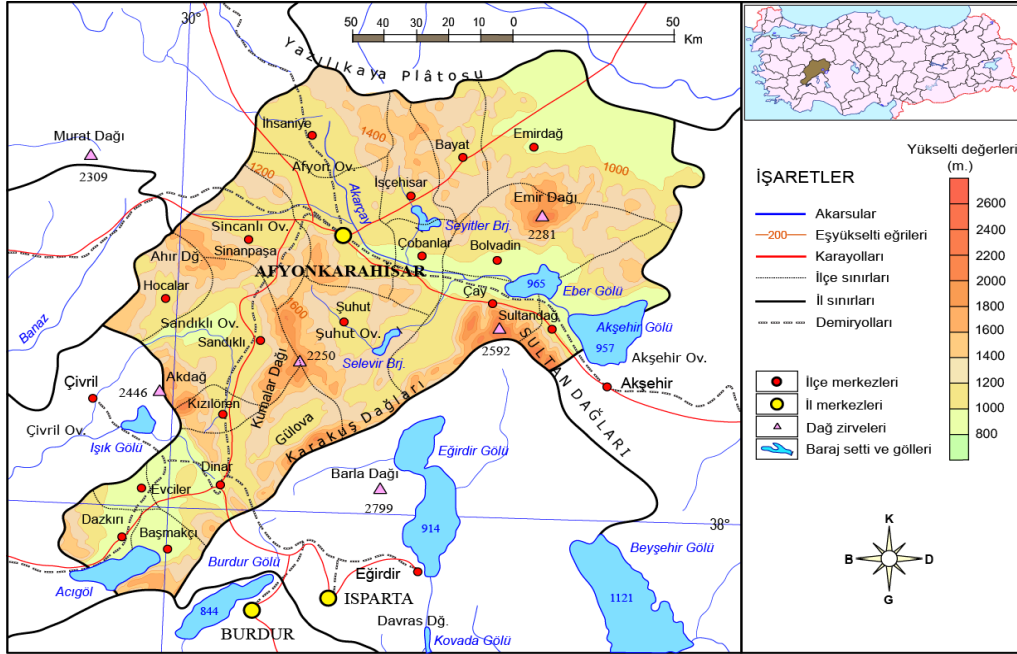 30°
50
40
30
20
10
0
50
Km
Yazılıkaya Plâtosu
Murat Dağı
2309
İhsaniye
1400
Bayat
Emirdağ
1000
1200
Afyon Ov.
İşçehisar
Akarçay
Emir Dağı
2281
Seyitler Brj.
Sincanlı Ov.
Sinanpaşa
Çobanlar
Bolvadin
AFYONKARAHİSAR
Ahır Dğ.
Hocalar
1600
965
Eber Gölü
Çay
Şuhut
Sultandağ
Akşehir Gölü
957
Banaz
Sandıklı Ov.
Şuhut Ov.
Sandıklı
Selevir Brj.
2592
2250
Akşehir Ov.
SULTANDAĞLARI
Akşehir
Çivril
2446
Akdağ
Kumalar Dağı
Kızılören
Karakuş Dağları
Gülova
Çivril Ov.
Işık Gölü
Eğirdir Gölü
Dinar
Barla Dağı
2799
Evciler
914
38°
Dazkırı
Başmakçı
Burdur Gölü
Beyşehir Gölü
Acıgöl
Eğirdir
ISPARTA
844
1121
BURDUR
Davras Dğ.
Kovada Gölü
Yükselti değerleri
(m.)
İŞARETLER
Akarsular
200
Eşyükselti eğrileri
Karayolları
İlçe sınırları
İl sınırları
Demiryolları
İlçe merkezleri
İl merkezleri
Dağ zirveleri
Baraj setti ve gölleri
2600
2400
2200
2000
1800
1600
1400
1200
1000
800
K
B
D
G